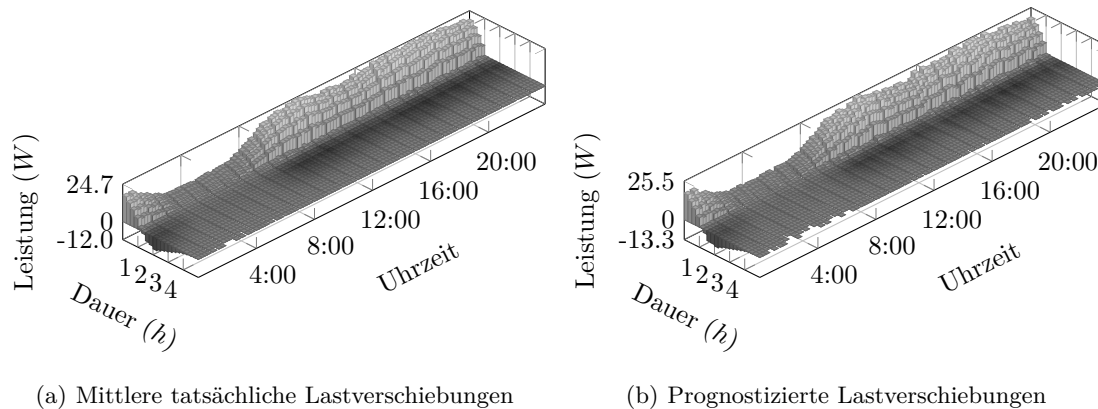 24.7
0
-12.0
Leistung (W)
1 2 3 4
Dauer (h)
4:00
8:00
12:00
16:00
20:00
Uhrzeit
(a) Mittlere tatsächliche Lastverschiebungen
25.5
0
-13.3
Leistung (W)
1 2 3 4
Dauer (h)
4:00
8:00
12:00
16:00
20:00
Uhrzeit
(b) Prognostizierte Lastverschiebungen